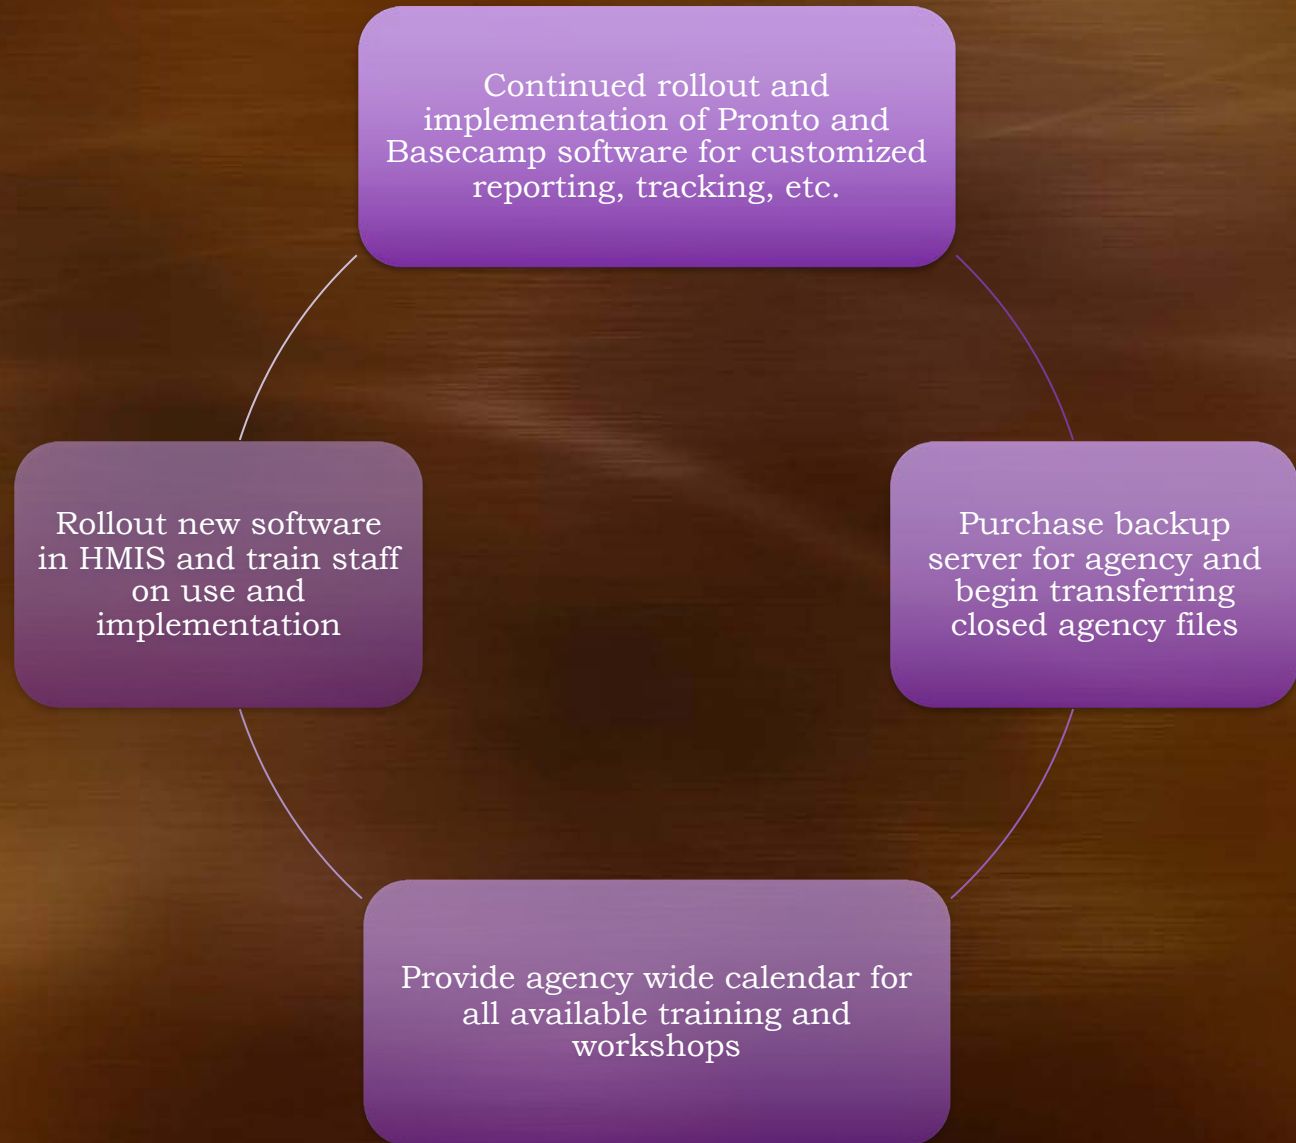 Continued rollout and
implementation of Pronto and
Basecamp software for customized
reporting, tracking, etc.
Rollout new software
in HMIS and train staff
on use and
implementation
Purchase backup
server for agency and
begin transferring
closed agency files
Provide agency wide calendar for
all available training and
workshops